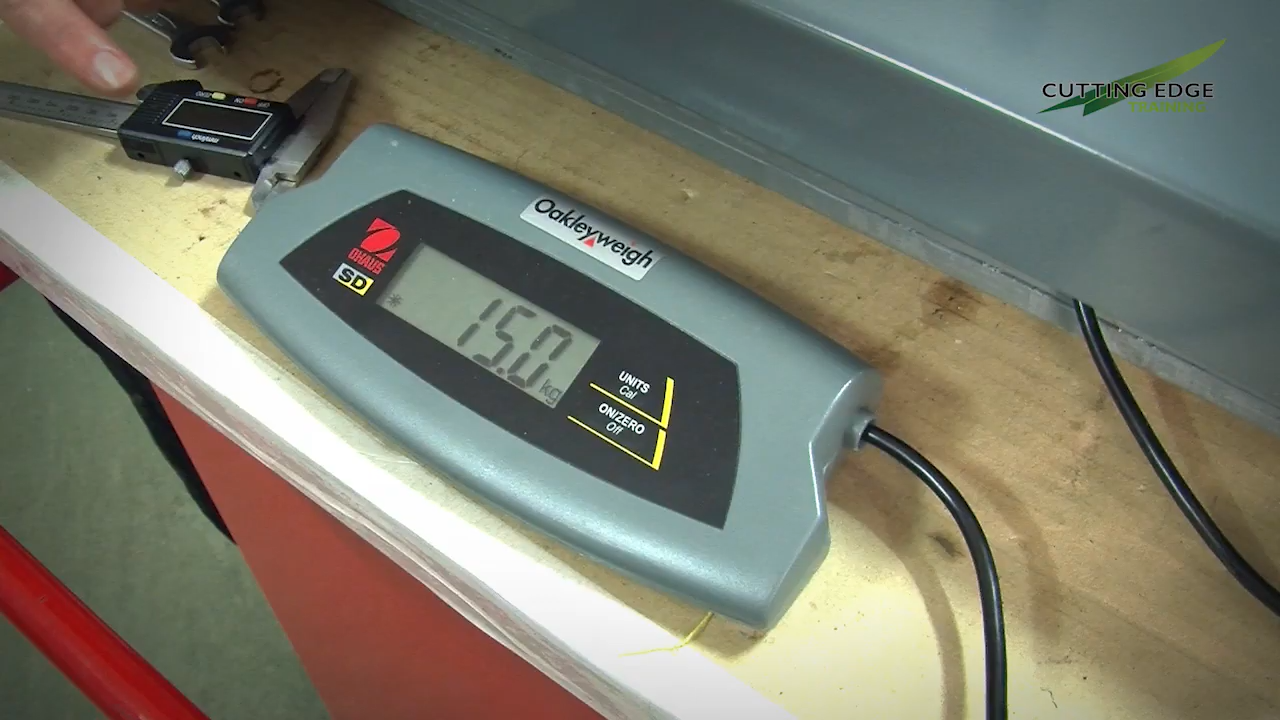 CUTTING EDGE
TRAINING
Oakleyweigh
OHAUS
SD
15.0 kg
UNITS
Cal
ON/ZERO
Off